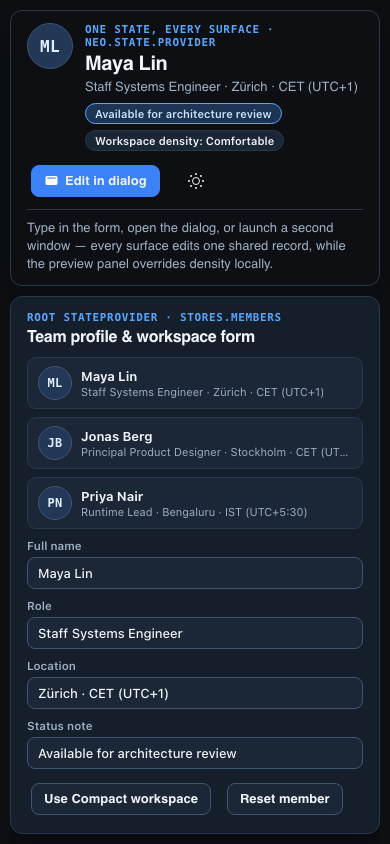 ML
ONE STATE, EVERY SURFACE ·
NEO.STATE.PROVIDER
Maya Lin
Staff Systems Engineer · Zürich · CET (UTC+1)
Available for architecture review
Workspace density: Comfortable
Edit in dialog
Type in the form, open the dialog, or launch a second
window — every surface edits one shared record, while
the preview panel overrides density locally.
ROOT STATEPROVIDER · STORES.MEMBERS
Team profile & workspace form
ML
Maya Lin
Staff Systems Engineer · Zürich · CET (UTC+1)
JB
Jonas Berg
Principal Product Designer · Stockholm · CET (UT...
PN
Priya Nair
Runtime Lead · Bengaluru · IST (UTC+5:30)
Full name
Maya Lin
Role
Staff Systems Engineer
Location
Zürich · CET (UTC+1)
Status note
Available for architecture review
Use Compact workspace
Reset member